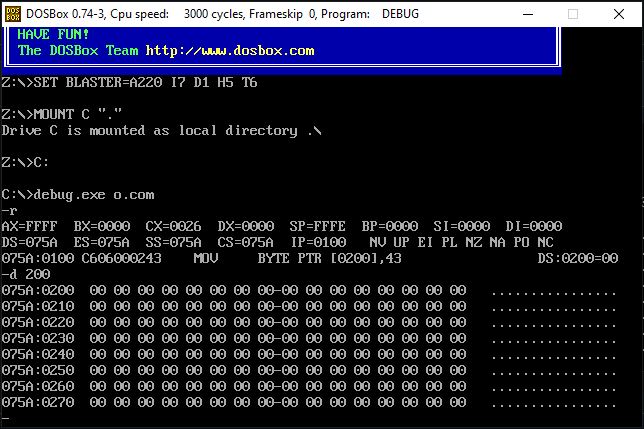 DOSBox 0.74-3, Cpu speed:    3000 cycles, Frameskip  0, Program:    DEBUG
HAVE FUN!
The DOSBox Team http://www.dosbox.com
Z:\>SET BLASTER=A220 I7 D1 H5 T6
Z:\>MOUNT C "."
Drive C is mounted as local directory .\
Z:\>C:
C:\>debug.exe o.com
-r
AX=FFFF  BX=0000  CX=0026  DX=0000  SP=FFFE  BP=0000  SI=0000  DI=0000
DS=075A  ES=075A  SS=075A  CS=075A  IP=0100   NV UP EI PL NZ NA PO NC
075A:0100 C606000243    MOV     BYTE PTR [0200],43                 DS:0200=00
-d 200
075A:0200  00 00 00 00 00 00 00 00-00 00 00 00 00 00 00 00   ................
075A:0210  00 00 00 00 00 00 00 00-00 00 00 00 00 00 00 00   ................
075A:0220  00 00 00 00 00 00 00 00-00 00 00 00 00 00 00 00   ................
075A:0230  00 00 00 00 00 00 00 00-00 00 00 00 00 00 00 00   ................
075A:0240  00 00 00 00 00 00 00 00-00 00 00 00 00 00 00 00   ................
075A:0250  00 00 00 00 00 00 00 00-00 00 00 00 00 00 00 00   ................
075A:0260  00 00 00 00 00 00 00 00-00 00 00 00 00 00 00 00   ................
075A:0270  00 00 00 00 00 00 00 00-00 00 00 00 00 00 00 00   ................
-